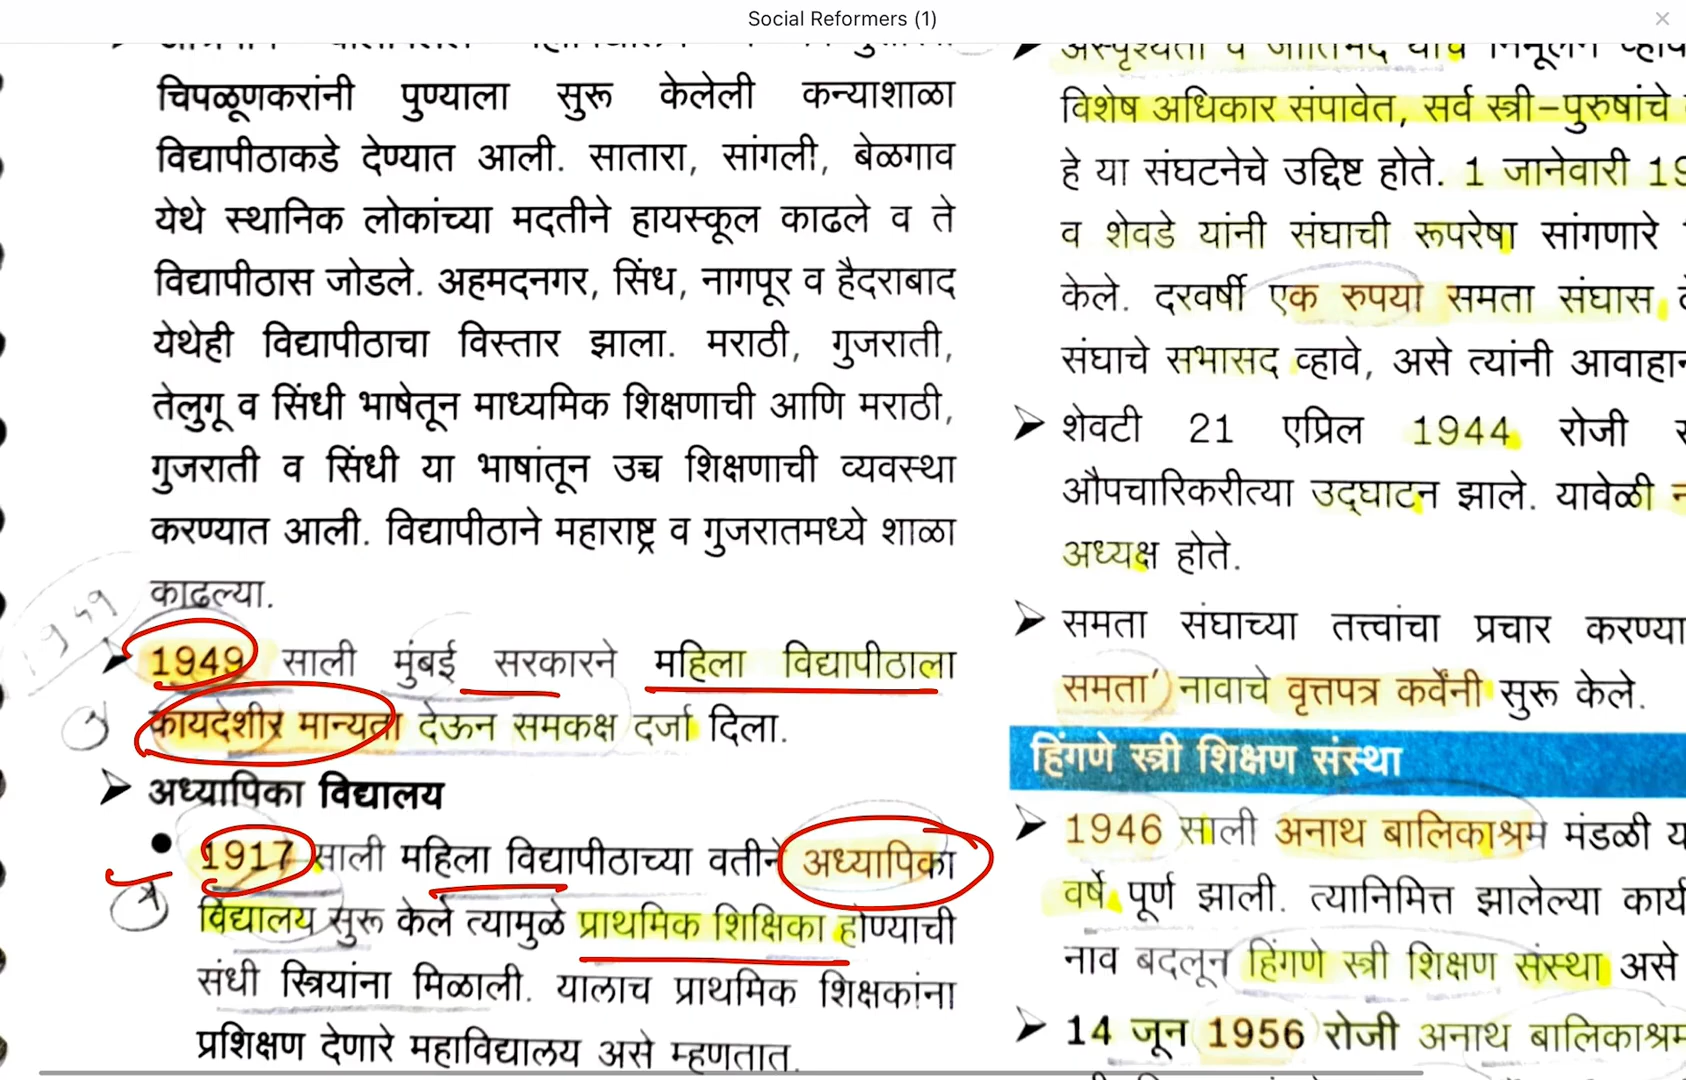 Social Reformers (1)
चिपळूणकरांनी पुण्याला सुरू केलेली कन्याशाळा
विद्यापीठाकडे देण्यात आली. सातारा, सांगली, बेळगाव
येथे स्थानिक लोकांच्या मदतीने हायस्कूल काढले व ते
विद्यापीठास जोडले. अहमदनगर, सिंध, नागपूर व हैदराबाद
येथेही विद्यापीठाचा विस्तार झाला. मराठी, गुजराती,
तेलुगू व सिंधी भाषेतून माध्यमिक शिक्षणाची आणि मराठी,
गुजराती व सिंधी या भाषांतून उच्च शिक्षणाची व्यवस्था
करण्यात आली. विद्यापीठाने महाराष्ट्र व गुजरातमध्ये शाळा
काढल्या.
1949 साली मुंबई सरकारने महिला विद्यापीठाला
कायदेशीर मान्यता देऊन समकक्ष दर्जा दिला.
अध्यापिका विद्यालय
1917 साली महिला विद्यापीठाच्या वतीने अध्यापिका
विद्यालय सुरू केले त्यामुळे प्राथमिक शिक्षिका होण्याची
संधी स्त्रियांना मिळाली. यालाच प्राथमिक शिक्षकांना
प्रशिक्षण देणारे महाविद्यालय असे म्हणतात.
अस्पृश्यता व जातिभेद यांचे निर्मूलन
विशेष अधिकार संपावेत, सर्व स्त्री-पुरुषांचे
हे या संघटनेचे उद्दिष्ट होते. 1 जानेवारी 19
व शेवडे यांनी संघाची रूपरेषा सांगणारे
केले. दरवर्षी एक रुपया समता संघास
संघाचे सभासद व्हावे, असे त्यांनी आवाहन
शेवटी 21 एप्रिल 1944 रोजी
औपचारिकरीत्या उद्घाटन झाले. यावेळी
अध्यक्ष होते.
समता संघाच्या तत्त्वांचा प्रचार करण्या
समता' नावाचे वृत्तपत्र कर्वेंनी सुरू केले.
हिंगणे स्त्री शिक्षण संस्था
1946 साली अनाथ बालिकाश्रम मंडळी
वर्षे पूर्ण झाली. त्यानिमित्त झालेल्या कार्य
नाव बदलून हिंगणे स्त्री शिक्षण संस्था असे
14 जून 1956 रोजी अनाथ बालिकाश्रम